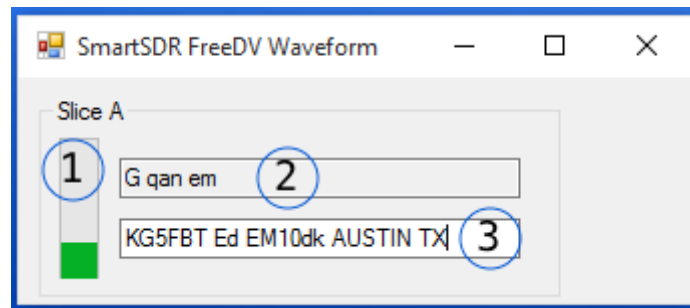 SmartSDR FreeDV Waveform
Slice A
1
G qan em 2
KG5FBT Ed EM10dk AUSTIN TX 3